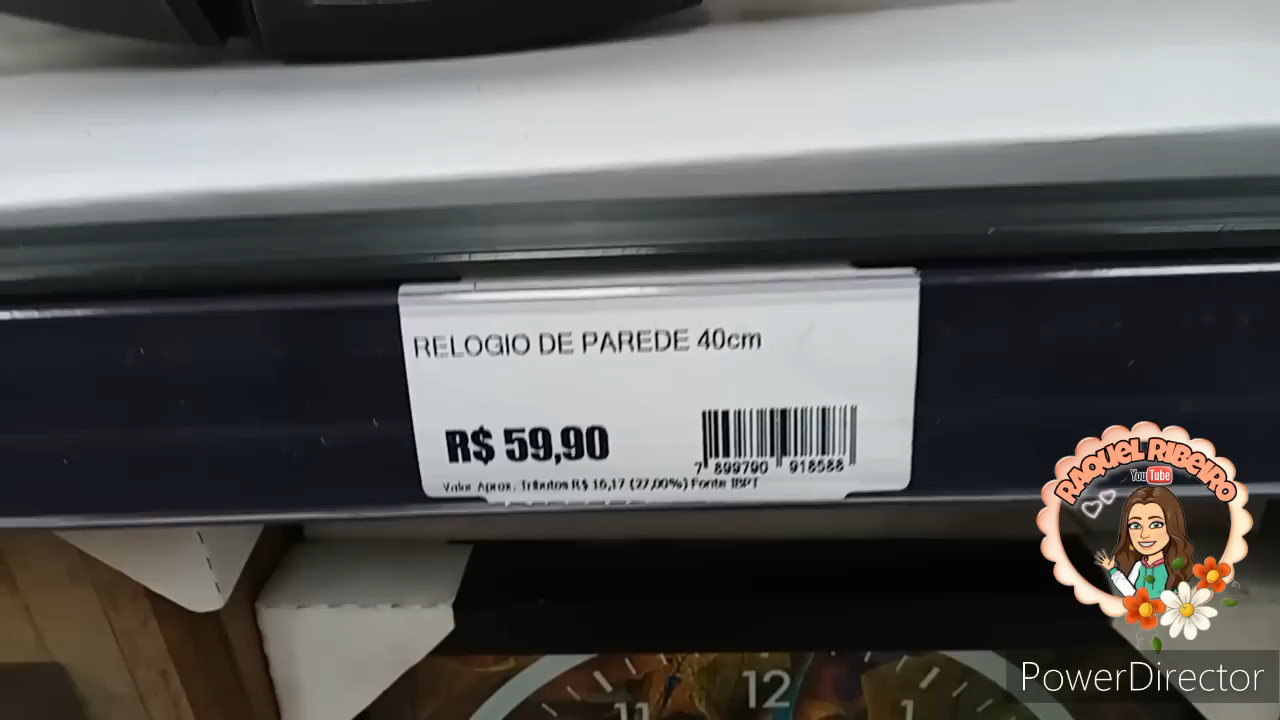 RELOGIO DE PAREDE 40cm
R$ 59,90
7 899790 918588
Valor Aprox. Tributos R$ 16,17 (27,00%) Fonte IBPT
RAQUEL RIBEIRO
YouTube
PowerDirector
11 12 1